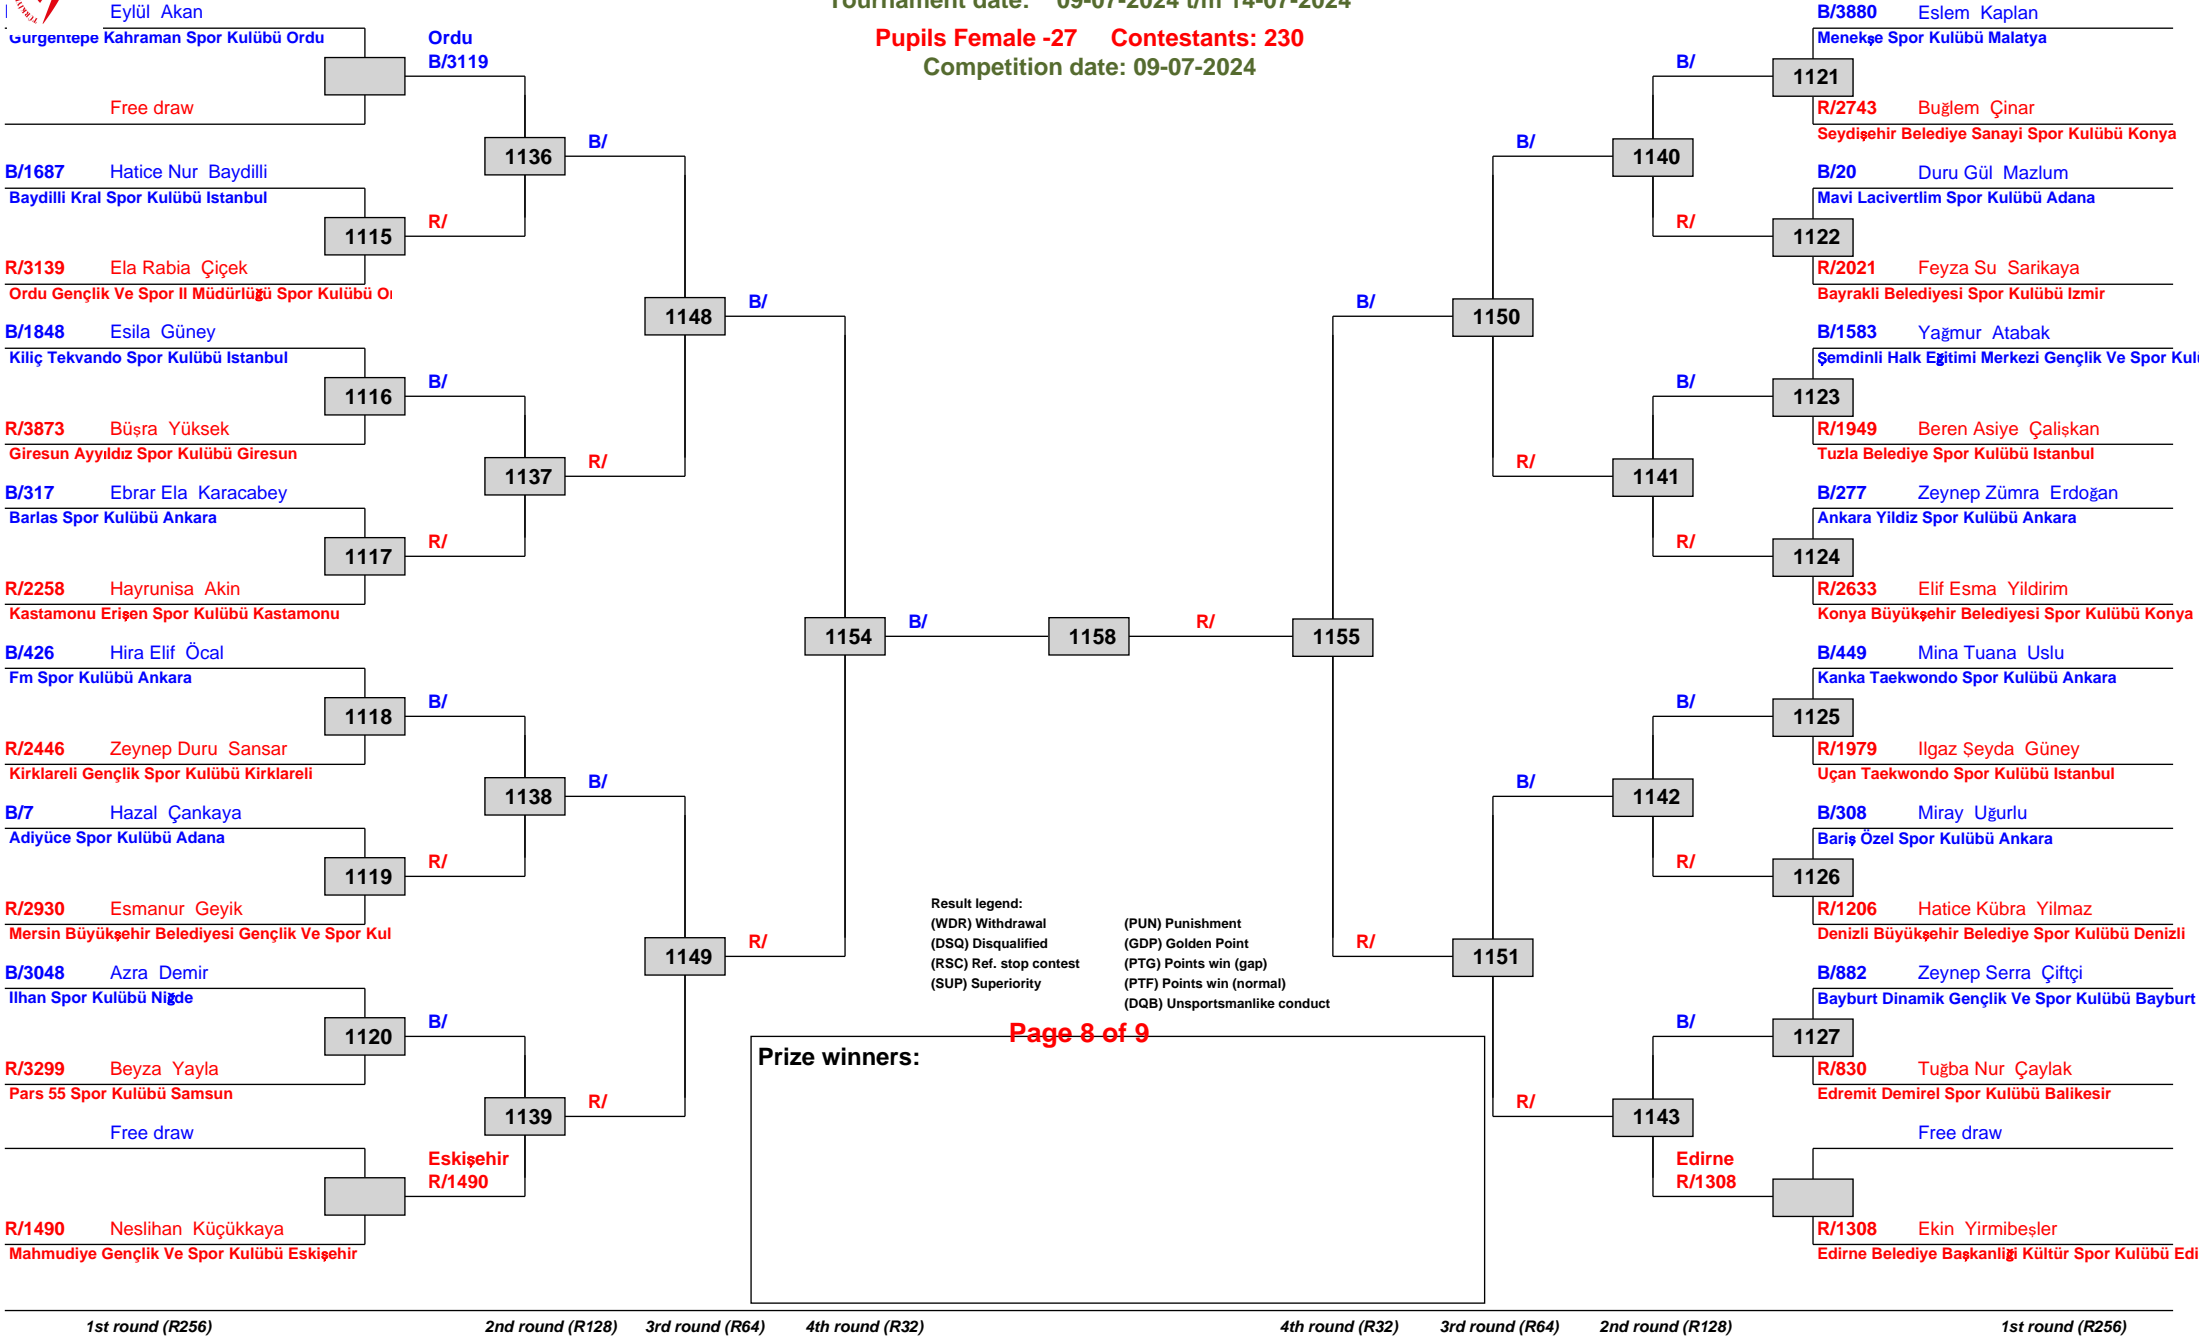 Tournament date: 09-07-2024 t/m 14-07-2024
Pupils Female -27 Contestants: 230
Competition date: 09-07-2024
Eylül Akan
Gürgentepe Kahraman Spor Kulübü Ordu
Free draw
Ordu
B/3119
B/1687 Hatice Nur Baydilli
Baydilli Kral Spor Kulübü Istanbul
1115
R/3139 Ela Rabia Çiçek
Ordu Gençlik Ve Spor Il Müdürlüğü Spor Kulübü
1136
B/
R/
B/1848 Esila Güney
Kiliç Tekvando Spor Kulübü Istanbul
1116
R/3873 Büşra Yüksek
Giresun Ayyıldız Spor Kulübü Giresun
B/317 Ebrar Ela Karacabey
Barlas Spor Kulübü Ankara
1117
R/2258 Hayrunisa Akin
Kastamonu Erişen Spor Kulübü Kastamonu
B/
1137
R/
R/
1148
B/
B/426 Hira Elif Öcal
Fm Spor Kulübü Ankara
1118
R/2446 Zeynep Duru Sansar
Kirklareli Gençlik Spor Kulübü Kirklareli
B/7 Hazal Çankaya
Adiyüce Spor Kulübü Adana
1119
R/2930 Esmanur Geyik
Mersin Büyükşehir Belediyesi Gençlik Ve Spor Kul
B/
1138
B/
R/
B/3048 Azra Demir
Ilhan Spor Kulübü Niğde
1120
R/3299 Beyza Yayla
Pars 55 Spor Kulübü Samsun
Free draw
R/1490 Neslihan Küçükkaya
Mahmudiye Gençlik Ve Spor Kulübü Eskişehir
B/
1139
R/
Eskişehir
R/1490
1149
R/
1154
B/
1158
R/
1155
B/3880 Eslem Kaplan
Menekşe Spor Kulübü Malatya
1121
R/2743 Buğlem Çinar
Seydişehir Belediye Sanayi Spor Kulübü Konya
B/20 Duru Gül Mazlum
Mavi Lacivertlim Spor Kulübü Adana
1122
R/2021 Feyza Su Sarikaya
Bayrakli Belediyesi Spor Kulübü Izmir
B/
1140
B/
R/
B/1583 Yağmur Atabak
Şemdinli Halk Eğitimi Merkezi Gençlik Ve Spor
1123
R/1949 Beren Asiye Çalişkan
Tuzla Belediye Spor Kulübü Istanbul
B/277 Zeynep Zümra Erdoğan
Ankara Yildiz Spor Kulübü Ankara
1124
R/2633 Elif Esma Yildirim
Konya Büyükşehir Belediyesi Spor Kulübü Konya
B/
1141
R/
R/
1150
B/
B/449 Mina Tuana Uslu
Kanka Taekwondo Spor Kulübü Ankara
1125
R/1979 Ilgaz Şeyda Güney
Uçan Taekwondo Spor Kulübü Istanbul
B/308 Miray Uğurlu
Bariş Özel Spor Kulübü Ankara
1126
R/1206 Hatice Kübra Yilmaz
Denizli Büyükşehir Belediye Spor Kulübü Denizli
B/
1142
B/
R/
B/882 Zeynep Serra Çiftçi
Bayburt Dinamik Gençlik Ve Spor Kulübü Bayburt
1127
R/830 Tuğba Nur Çaylak
Edremit Demirel Spor Kulübü Balikesir
Free draw
R/1308 Ekin Yirmibeşler
Edirne Belediye Başkanliği Kültür Spor Kulübü Edi
B/
1143
R/
Edirne
R/1308
1151
R/
Result legend:
(WDR) Withdrawal (PUN) Punishment
(DSQ) Disqualified (GDP) Golden Point
(RSC) Ref. stop contest (PTG) Points win (gap)
(SUP) Superiority (PTF) Points win (normal)
(DQB) Unsportsmanlike conduct
Page 8 of 9
Prize winners:
1st round (R256) 2nd round (R128) 3rd round (R64) 4th round (R32) 4th round (R32) 3rd round (R64) 2nd round (R128) 1st round (R256)